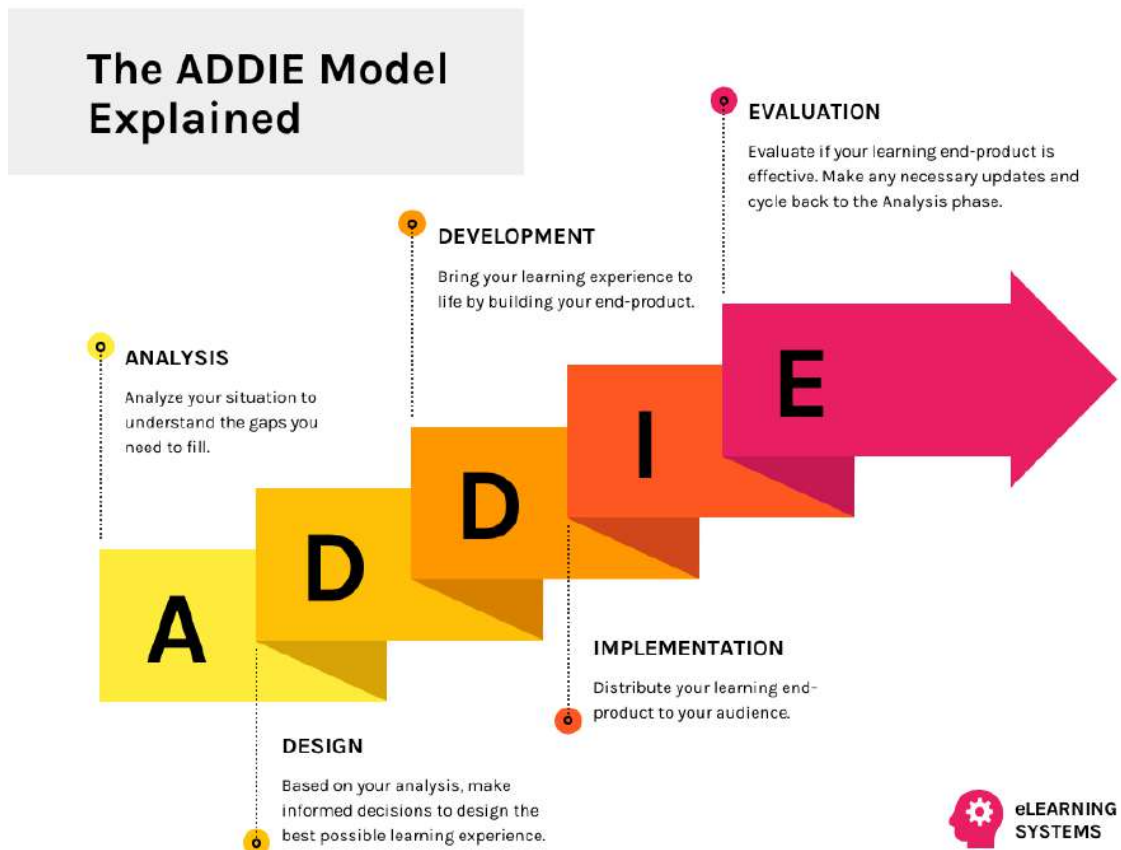 The ADDIE Model
Explained
EVALUATION
Evaluate if your learning end-product is
effective. Make any necessary updates and
cycle back to the Analysis phase.
DEVELOPMENT
Bring your learning experience to
life by building your end-product.
ANALYSIS
Analyze your situation to
understand the gaps you
need to fill.
A
D
D
I
E
IMPLEMENTATION
Distribute your learning end-
product to your audience.
DESIGN
Based on your analysis, make
informed decisions to design the
best possible learning experience.
eLEARNING
SYSTEMS